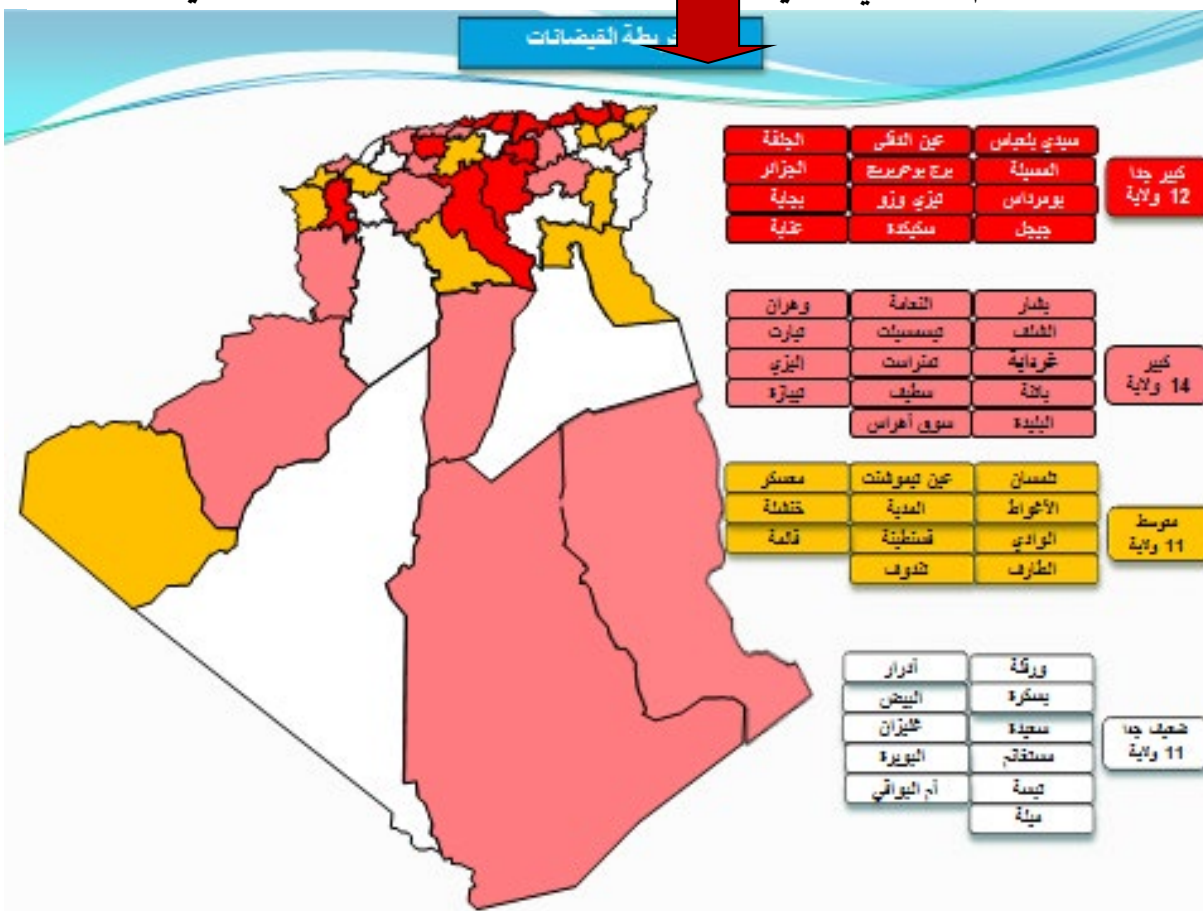 خريطة الفيضانات
سيدي بلعباس عين الدفلى الجلفة
المسيلة برج بوعريريج الجزائر
بومرداس تيزي وزو بجاية
جيجل سكيكدة عنابة
كبير جدا
12 ولاية
بشار النعامة وهران
الشلف تيسمسيلت تيارت
غرداية تمنراست اليزي
باتنة سطيف تيبازة
البليدة سوق أهراس
كبير
14 ولاية
تلمسان عين تيموشنت معسكر
الأغواط المدية خنشلة
الوادي قسنطينة قالمة
الطارف تندوف
متوسط
11 ولاية
ورقلة أدرار
بسكرة البيض
سعيدة غليزان
مستغانم البويرة
تبسة أم البواقي
ميلة
ضعيف جدا
11 ولاية